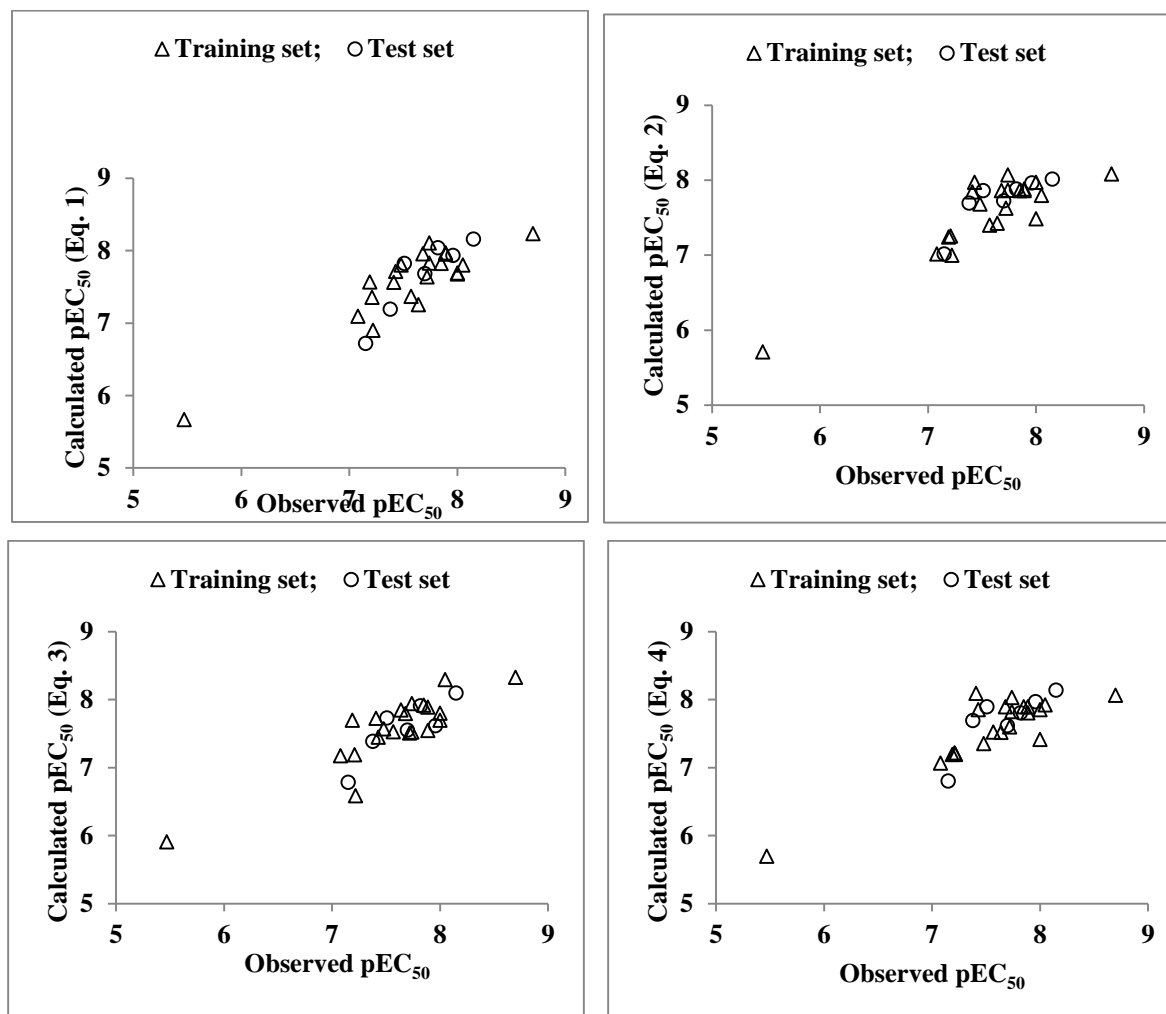 △ Training set; ○ Test set
Calculated pEC₅₀ (Eq. 1)
9
8
7
6
5
5 6 7 8 9
Observed pEC₅₀
△ Training set; ○ Test set
Calculated pEC₅₀ (Eq. 2)
9
8
7
6
5
5 6 7 8 9
Observed pEC₅₀
△ Training set; ○ Test set
Calculated pEC₅₀ (Eq. 3)
9
8
7
6
5
5 6 7 8 9
Observed pEC₅₀
△ Training set; ○ Test set
Calculated pEC₅₀ (Eq. 4)
9
8
7
6
5
5 6 7 8 9
Observed pEC₅₀